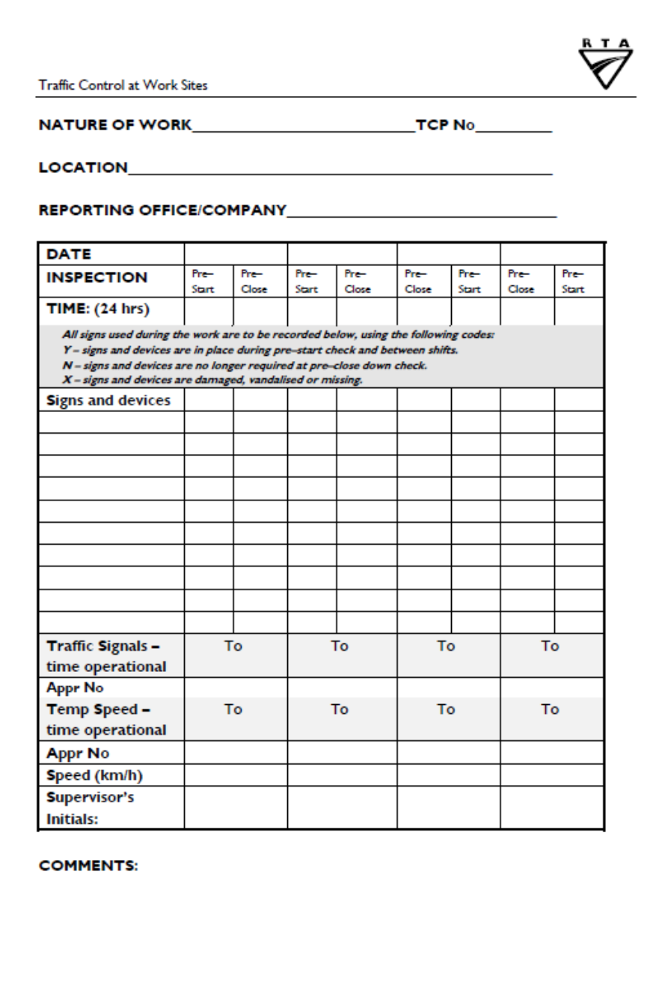 R T A
Traffic Control at Work Sites
NATURE OF WORK____________________________TCP No__________
LOCATION_______________________________________________________
REPORTING OFFICE/COMPANY___________________________________
DATE
INSPECTION Pre– Start Pre– Close Pre– Start Pre– Close Pre– Close Pre– Start Pre– Close Pre– Start
TIME: (24 hrs)
All signs used during the work are to be recorded below, using the following codes:
Y – signs and devices are in place during pre–start check and between shifts.
N – signs and devices are no longer required at pre–close down check.
X – signs and devices are damaged, vandalised or missing.
Signs and devices
Traffic Signals – To To To To
time operational
Appr No
Temp Speed – To To To To
time operational
Appr No
Speed (km/h)
Supervisor's
Initials:
COMMENTS: